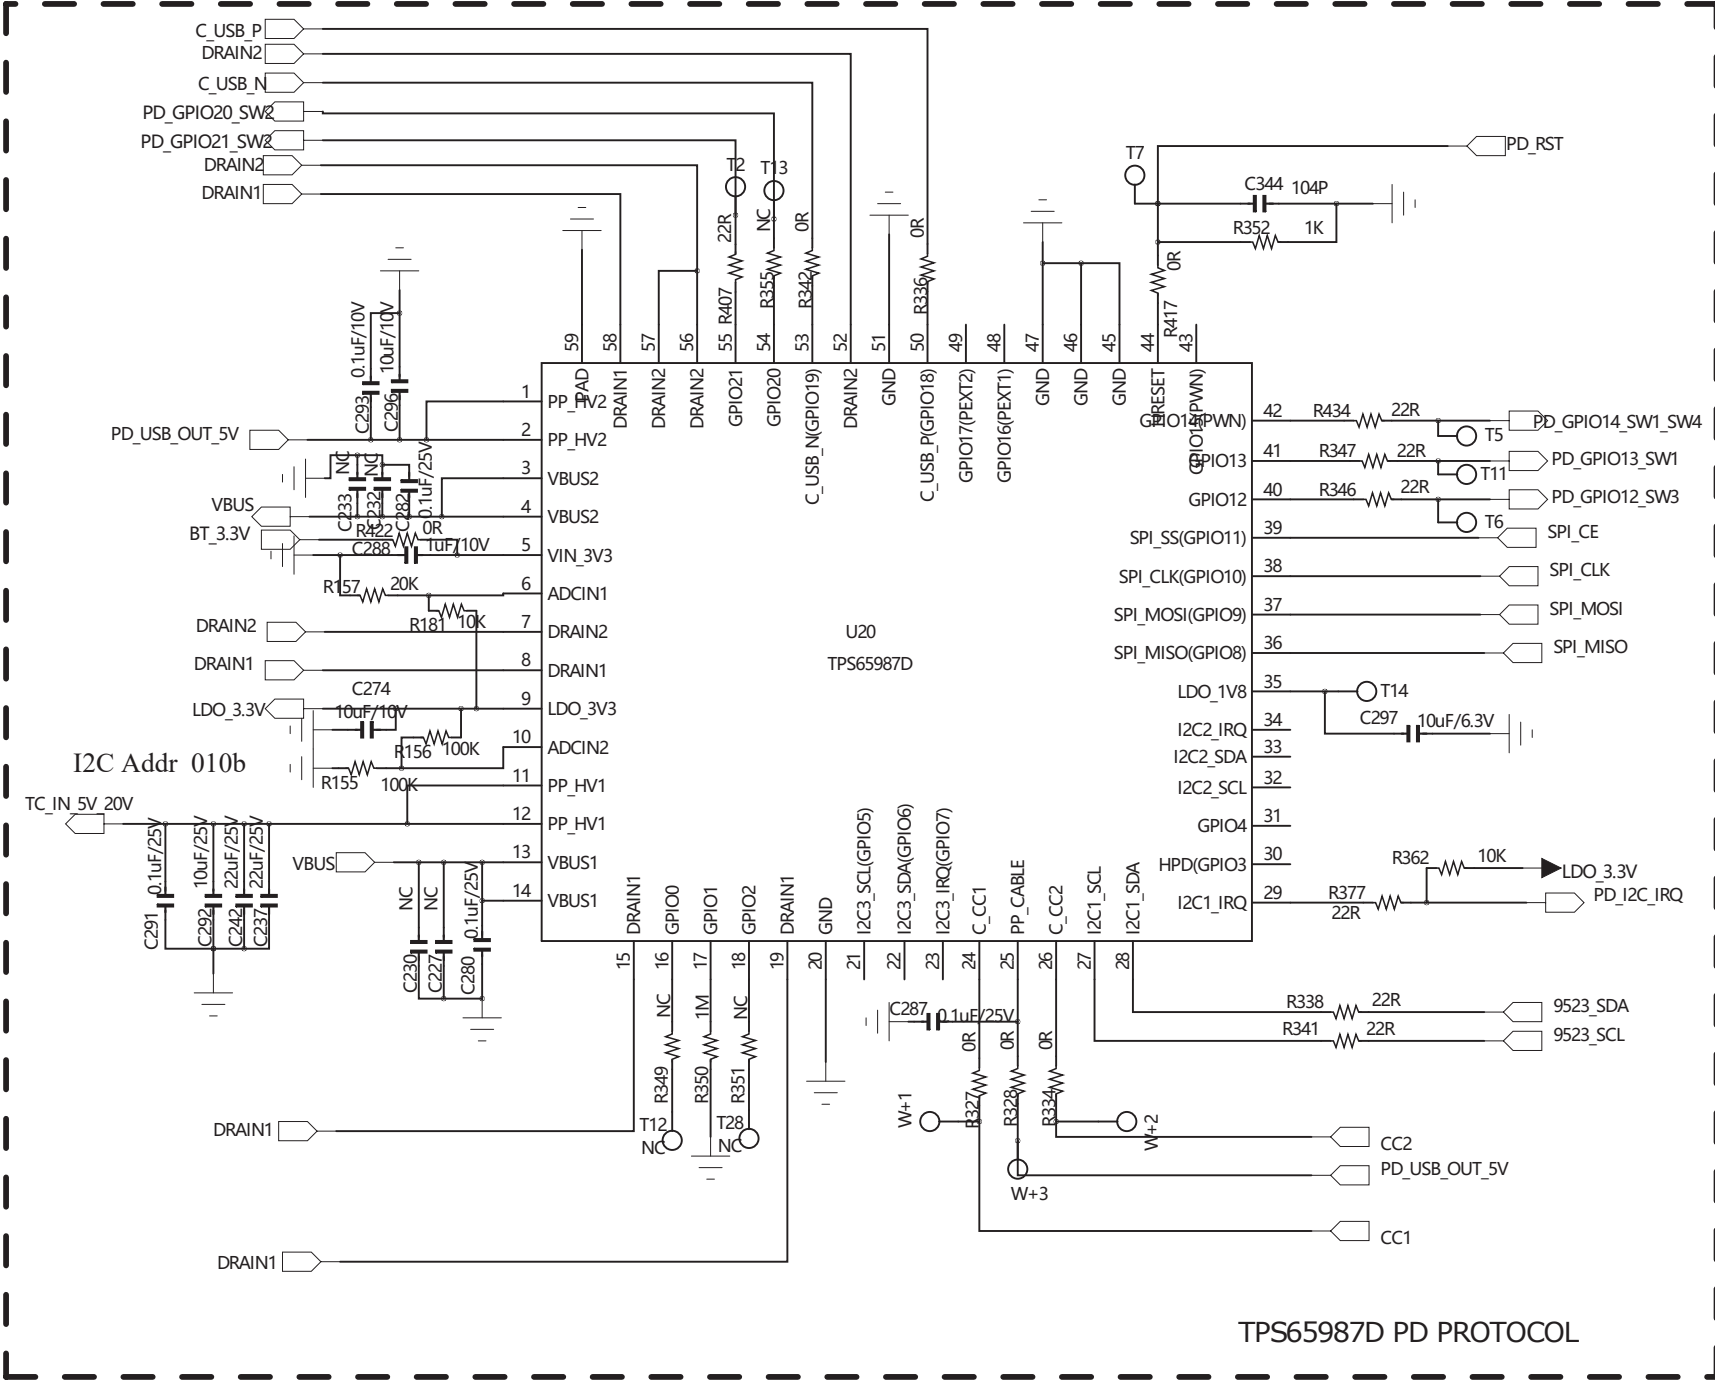 C_USB_P
DRAIN2
C_USB_N
PD_GPIO20_SW2
PD_GPIO21_SW2
DRAIN2
DRAIN1
T2
T13
22R
NC
0R
0R
R407
R355
R342
R336
T7
PD_RST
C344 104P
R352 1K
0R
R417
0.1uF/10V
10uF/10V
C293
C296
59
58
57
56
55
54
53
52
51
50
49
48
47
46
45
44
43
PAD
DRAIN1
DRAIN2
DRAIN2
GPIO21
GPIO20
C_USB_N(GPIO19)
DRAIN2
GND
C_USB_P(GPIO18)
GPIO17(PEXT2)
GPIO16(PEXT1)
GND
GND
GND
HRESET
GPIO15(PWN)
1 PP_HV2
PD_USB_OUT_5V 2 PP_HV2
NC
NC
0.1uF/25V
C233
C232
C282
3 VBUS2
VBUS 4 VBUS2
BT_3.3V R422 0R
C288 1uF/10V 5 VIN_3V3
R157 20K 6 ADCIN1
R181 10K
DRAIN2 7 DRAIN2
DRAIN1 8 DRAIN1
C274
LDO_3.3V 10uF/10V 9 LDO_3V3
R156 100K 10 ADCIN2
I2C Addr 010b
R155 100K 11 PP_HV1
TC_IN_5V_20V 12 PP_HV1
0.1uF/25V
10uF/25V
22uF/25V
22uF/25V
C291
C292
C242
C237
VBUS 13 VBUS1
14 VBUS1
NC
NC
0.1uF/25V
C230
C227
C280
U20
TPS65987D
GPIO14(PWN) 42 R434 22R PD_GPIO14_SW1_SW4
T5
GPIO13 41 R347 22R PD_GPIO13_SW1
T11
GPIO12 40 R346 22R PD_GPIO12_SW3
T6
SPI_SS(GPIO11) 39 SPI_CE
SPI_CLK(GPIO10) 38 SPI_CLK
SPI_MOSI(GPIO9) 37 SPI_MOSI
SPI_MISO(GPIO8) 36 SPI_MISO
LDO_1V8 35 T14
C297 10uF/6.3V
I2C2_IRQ 34
I2C2_SDA 33
I2C2_SCL 32
GPIO4 31
HPD(GPIO3 30 R362 10K LDO_3.3V
I2C1_IRQ 29 R377 22R PD_I2C_IRQ
DRAIN1
GPIO0
GPIO1
GPIO2
DRAIN1
GND
I2C3_SCL(GPIO5)
I2C3_SDA(GPIO6)
I2C3_IRQ(GPIO7)
C_CC1
PP_CABLE
C_CC2
I2C1_SCL
I2C1_SDA
15
16
17
18
19
20
21
22
23
24
25
26
27
28
NC
1M
NC
R349
R350
R351
T12
NC
T28
NC
C287 0.1uF/25V
0R
0R
0R
R327
R328
R334
W+1
W+2
W+3
R338 22R 9523_SDA
R341 22R 9523_SCL
DRAIN1
CC2
PD_USB_OUT_5V
CC1
DRAIN1
TPS65987D PD PROTOCOL